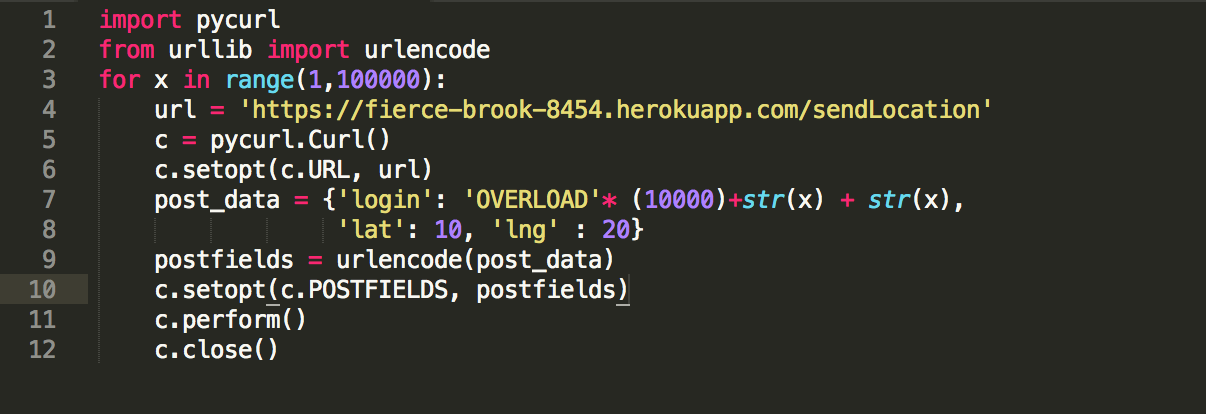 1 import pycurl
2 from urllib import urlencode
3 for x in range(1,100000):
4     url = 'https://fierce-brook-8454.herokuapp.com/sendLocation'
5     c = pycurl.Curl()
6     c.setopt(c.URL, url)
7     post_data = {'login': 'OVERLOAD'* (10000)+str(x) + str(x),
8                  'lat': 10, 'lng' : 20}
9     postfields = urlencode(post_data)
10     c.setopt(c.POSTFIELDS, postfields)
11     c.perform()
12     c.close()